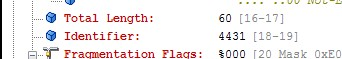 Total Length: 60 [16-17]
Identifier: 4431 [18-19]
Fragmentation Flags: %000 [20 Mask 0xE0